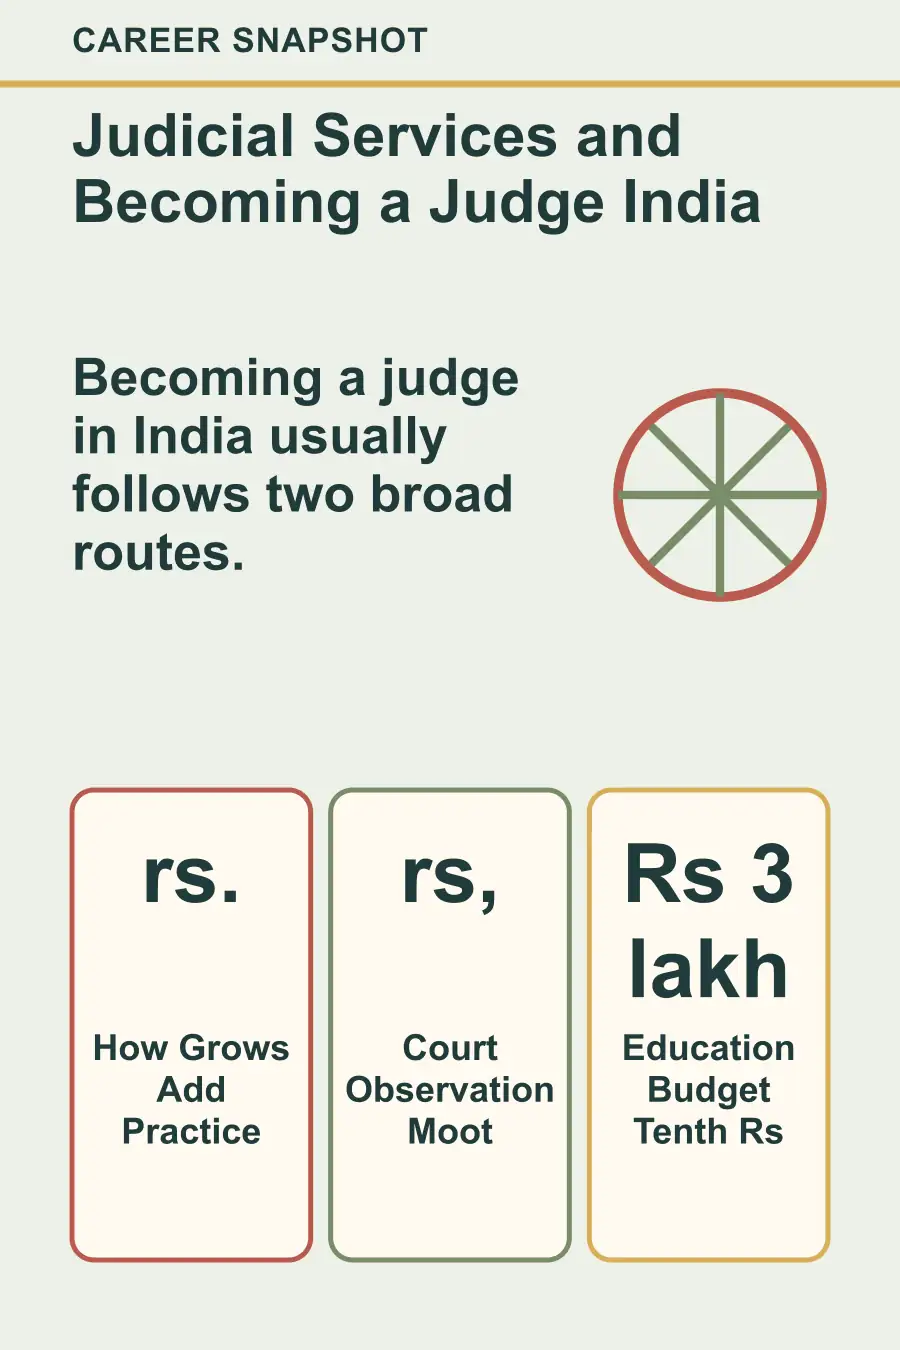 CAREER SNAPSHOT
Judicial Services and
Becoming a Judge India
Becoming a judge
in India usually
follows two broad
routes.
rs.
How Grows
Add
Practice
rs,
Court
Observation
Moot
Rs 3
lakh
Education
Budget
Tenth Rs